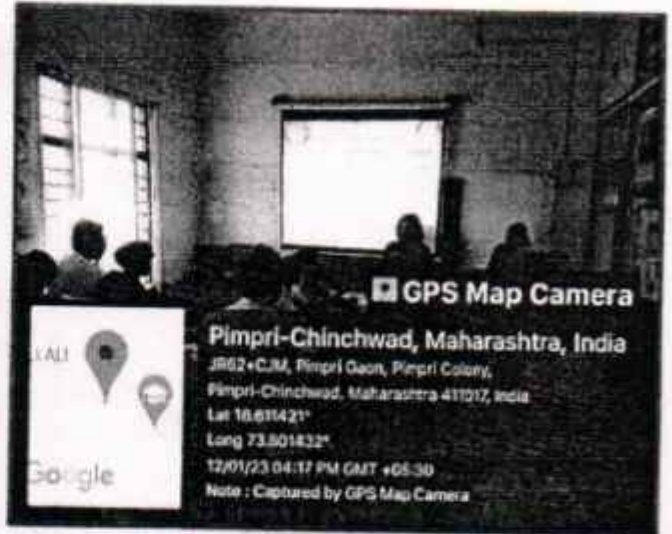 GPS Map Camera
Pimpri-Chinchwad, Maharashtra, India
JR62+CJM, Pimpri Gaon, Pimpri Colony,
Pimpri-Chinchwad, Maharashtra 411017, India
Lat 18.611421°
Long 73.801432°
12/01/23 04:17 PM GMT +05:30
Note : Captured by GPS Map Camera
ALI
Google